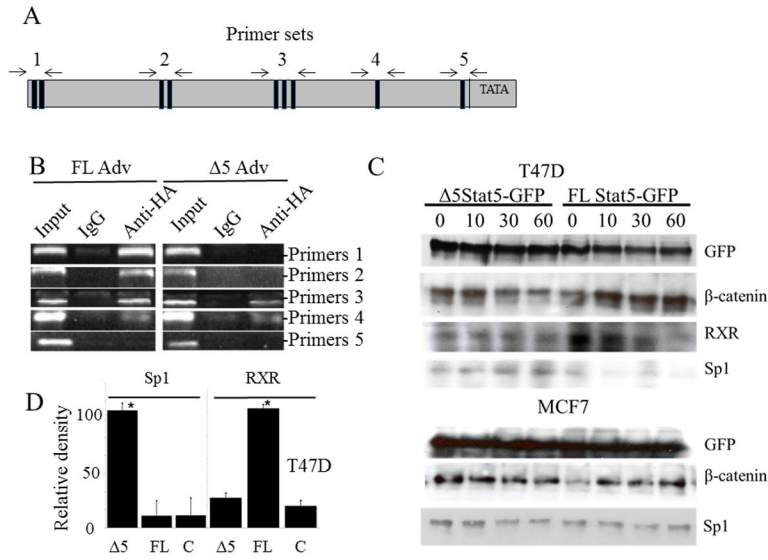 A
Primer sets
1 2 3 4 5
TATA
B
FL Adv Δ5 Adv
Input IgG Anti-HA Input IgG Anti-HA
-Primers 1
-Primers 2
-Primers 3
-Primers 4
-Primers 5
C
T47D
Δ5Stat5-GFP FL Stat5-GFP
0 10 30 60 0 10 30 60
GFP
β-catenin
RXR
Sp1
MCF7
GFP
β-catenin
Sp1
D
Sp1 RXR
Relative density
100
50
0
* *
T47D
Δ5 FL C Δ5 FL C